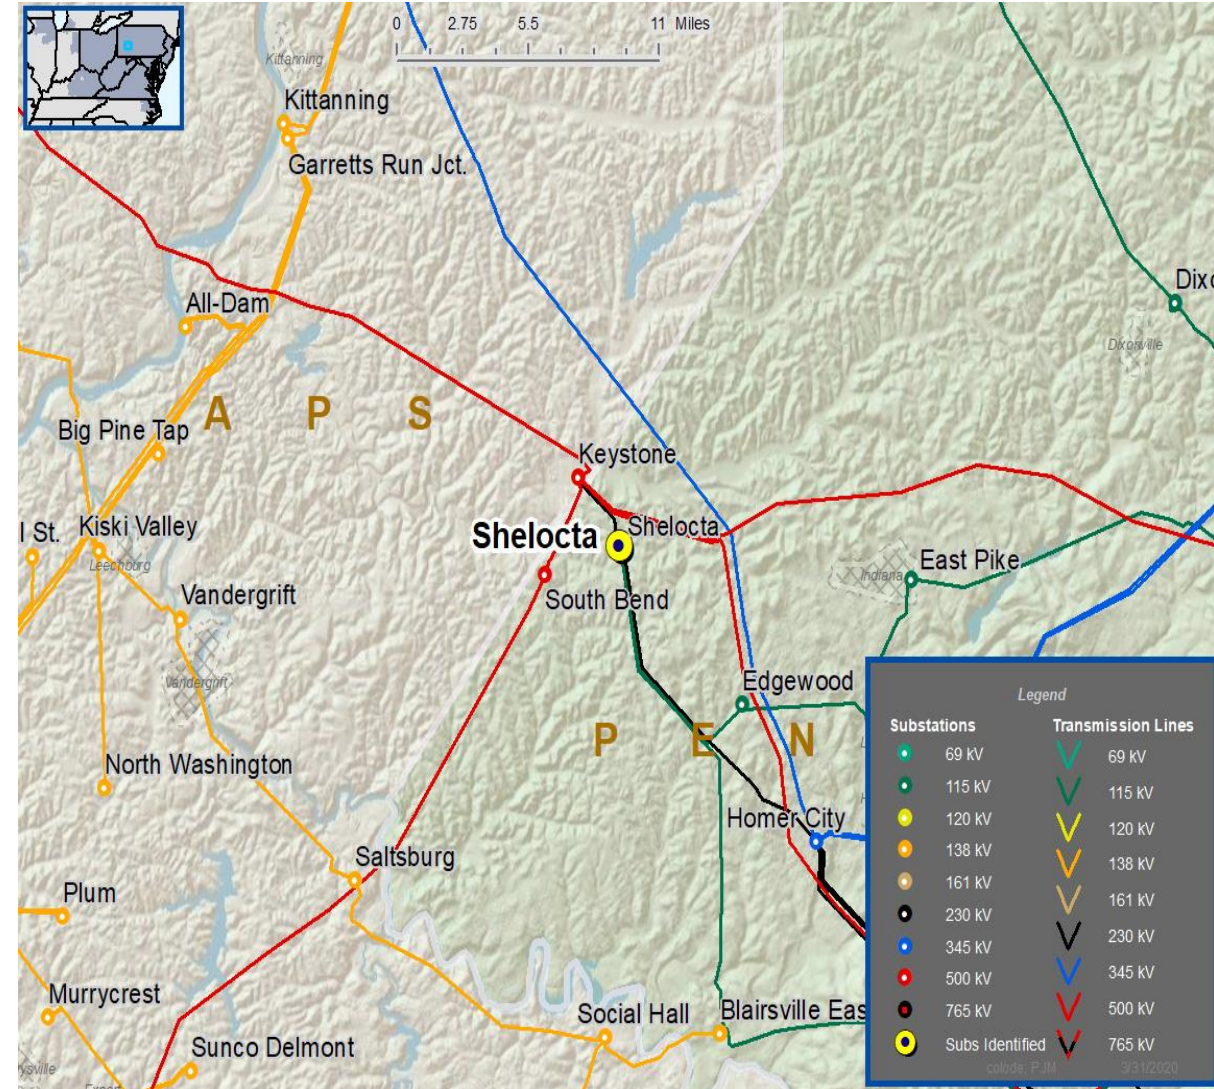 0 2.75 5.5 11 Miles
Kittanning
Kittanning
Garretts Run Jct.
All-Dam
Dixo
Dixonville
A P S
Big Pine Tap
Keystone
Shelocta
Shelocta
l St.
Kiski Valley
Leechburg
East Pike
Indiana
Vandergrift
South Bend
Vandergrift
Edgewood
P E N
North Washington
Homer City
Saltsburg
Plum
Murrycrest
Social Hall
Blairsville Eas
Sunco Delmont
Legend
Substations Transmission Lines
69 kV 69 kV
115 kV 115 kV
120 kV 120 kV
138 kV 138 kV
161 kV 161 kV
230 kV 230 kV
345 kV 345 kV
500 kV 500 kV
765 kV 765 kV
Subs Identified
colode: PJM 3/31/2020